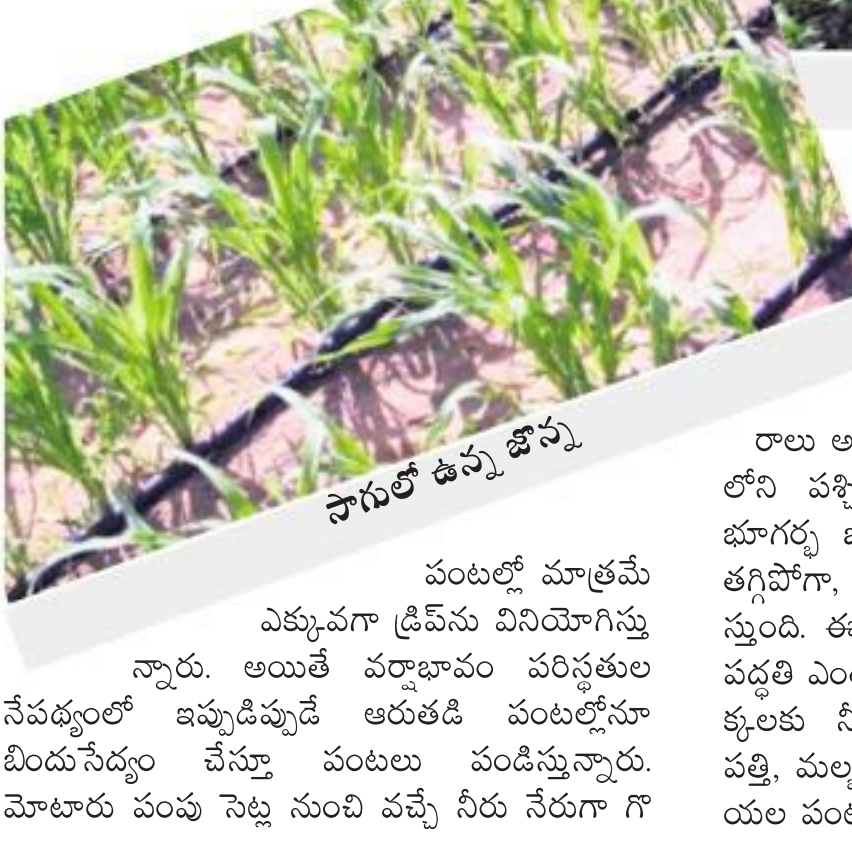 సాగులో ఉన్న జొన్న
పంటల్లో మాత్రమే
ఎక్కువగా డ్రిప్‌ను వినియోగిస్తు
న్నారు. అయితే వర్షాభావం పరిస్థతుల
నేపథ్యంలో ఇప్పుడిప్పుడే ఆరుతడి పంటల్లోనూ
బిందుసేద్యం చేస్తూ పంటలు పండిస్తున్నారు.
మోటారు పంపు సెట్ల నుంచి వచ్చే నీరు నేరుగా గొ
రాలు
లోని
భూగర్భ
తగ్గిపోగా,
స్తుంది.
పద్ధతి
క్కలకు
పత్తి,
యల